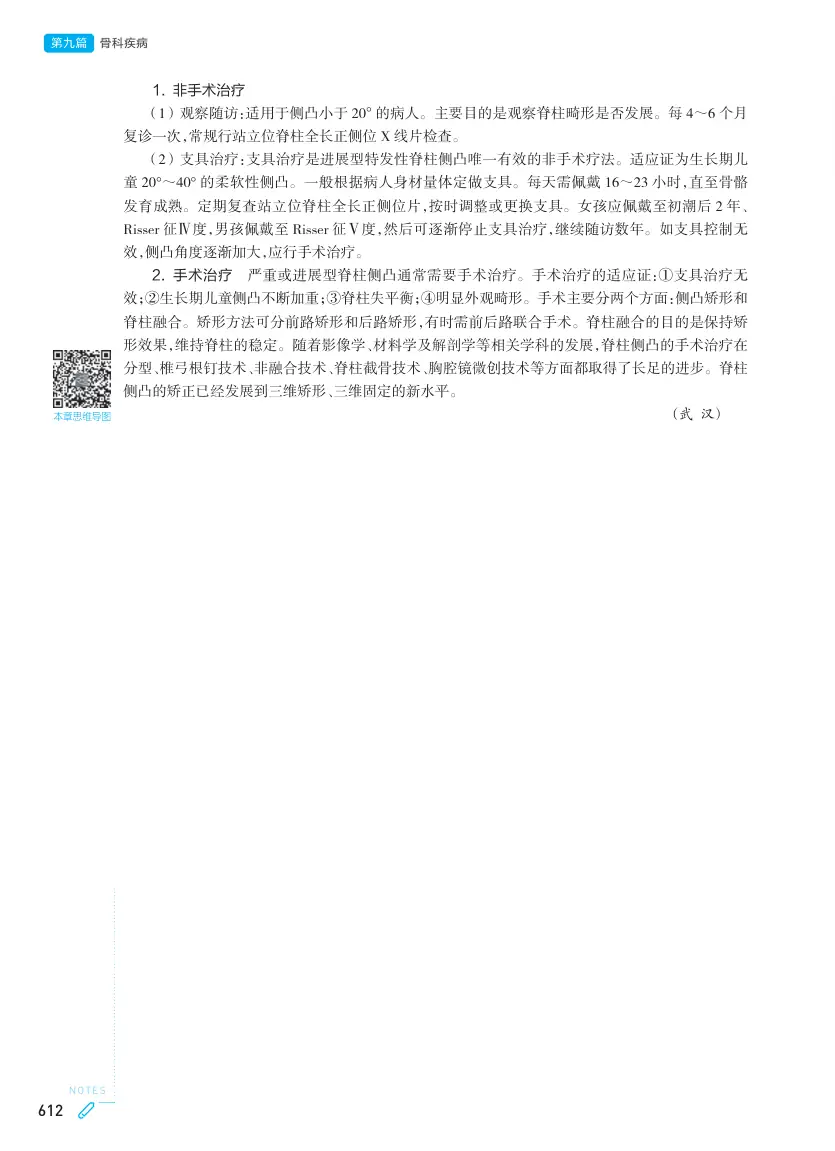 第九篇 骨科疾病
1. 非手术治疗
（1）观察随访：适用于侧凸小于 20° 的病人。主要目的是观察脊柱畸形是否发展。每 4～6 个月
复诊一次，常规行站立位脊柱全长正侧位 X 线片检查。
（2）支具治疗：支具治疗是进展型特发性脊柱侧凸唯一有效的非手术疗法。适应证为生长期儿
童 20°～40° 的柔软性侧凸。一般根据病人身材量体定做支具。每天需佩戴 16～23 小时，直至骨骼
发育成熟。定期复查站立位脊柱全长正侧位片，按时调整或更换支具。女孩应佩戴至初潮后 2 年、
Risser 征Ⅳ度，男孩佩戴至 Risser 征Ⅴ度，然后可逐渐停止支具治疗，继续随访数年。如支具控制无
效，侧凸角度逐渐加大，应行手术治疗。
2. 手术治疗 严重或进展型脊柱侧凸通常需要手术治疗。手术治疗的适应证：①支具治疗无
效；②生长期儿童侧凸不断加重；③脊柱失平衡；④明显外观畸形。手术主要分两个方面：侧凸矫形和
脊柱融合。矫形方法可分前路矫形和后路矫形，有时需前后路联合手术。脊柱融合的目的是保持矫
形效果，维持脊柱的稳定。随着影像学、材料学及解剖学等相关学科的发展，脊柱侧凸的手术治疗在
分型、椎弓根钉技术、非融合技术、脊柱截骨技术、胸腔镜微创技术等方面都取得了长足的进步。脊柱
侧凸的矫正已经发展到三维矫形、三维固定的新水平。
（武 汉）
本章思维导图
NOTES
612